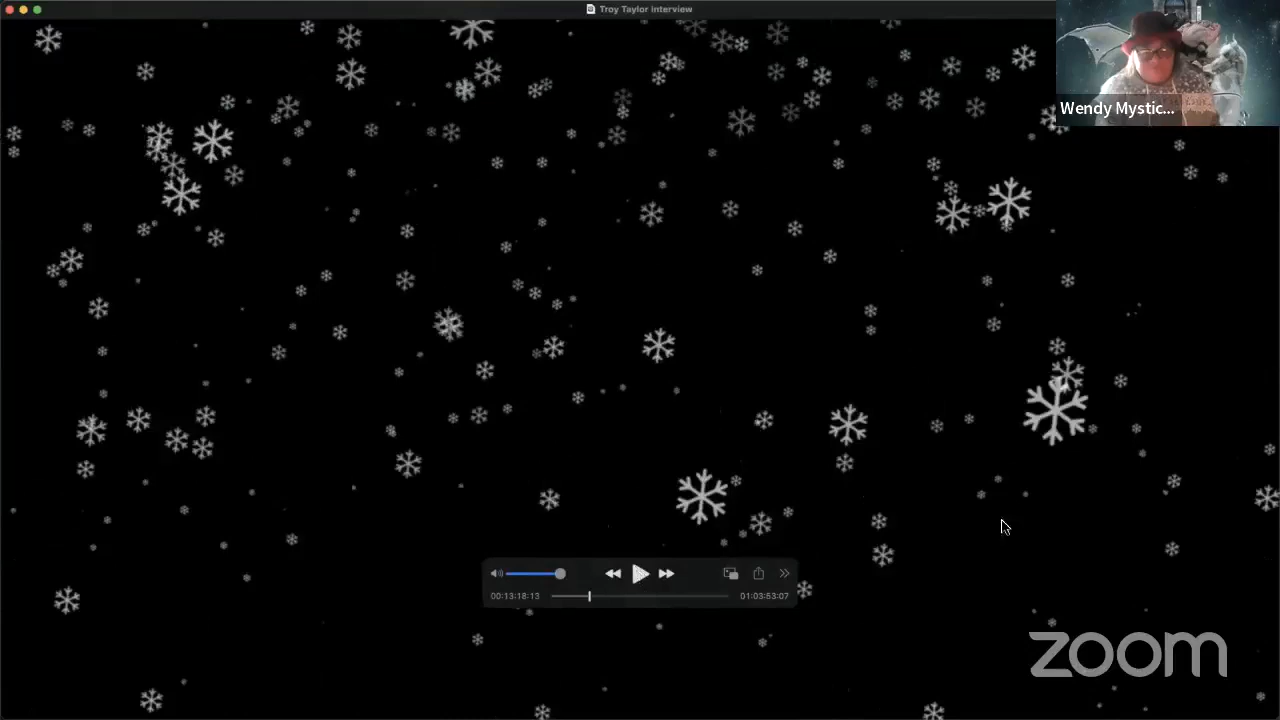 Troy Taylor interview
Wendy Mystic...
00:13:18:13
01:03:53:07
zoom